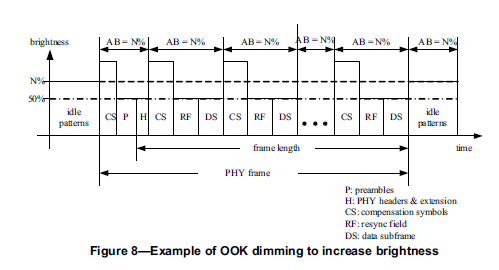 brightness
AB = N% AB = N% AB = N% AB = N% AB = N% AB = N%
N%
50%
idle patterns CS P H CS RF DS CS RF DS ● ● ● CS RF DS idle patterns
frame length
time
PHY frame
P: preambles
H: PHY headers & extension
CS: compensation symbols
RF: resync field
DS: data subframe
Figure 8—Example of OOK dimming to increase brightness